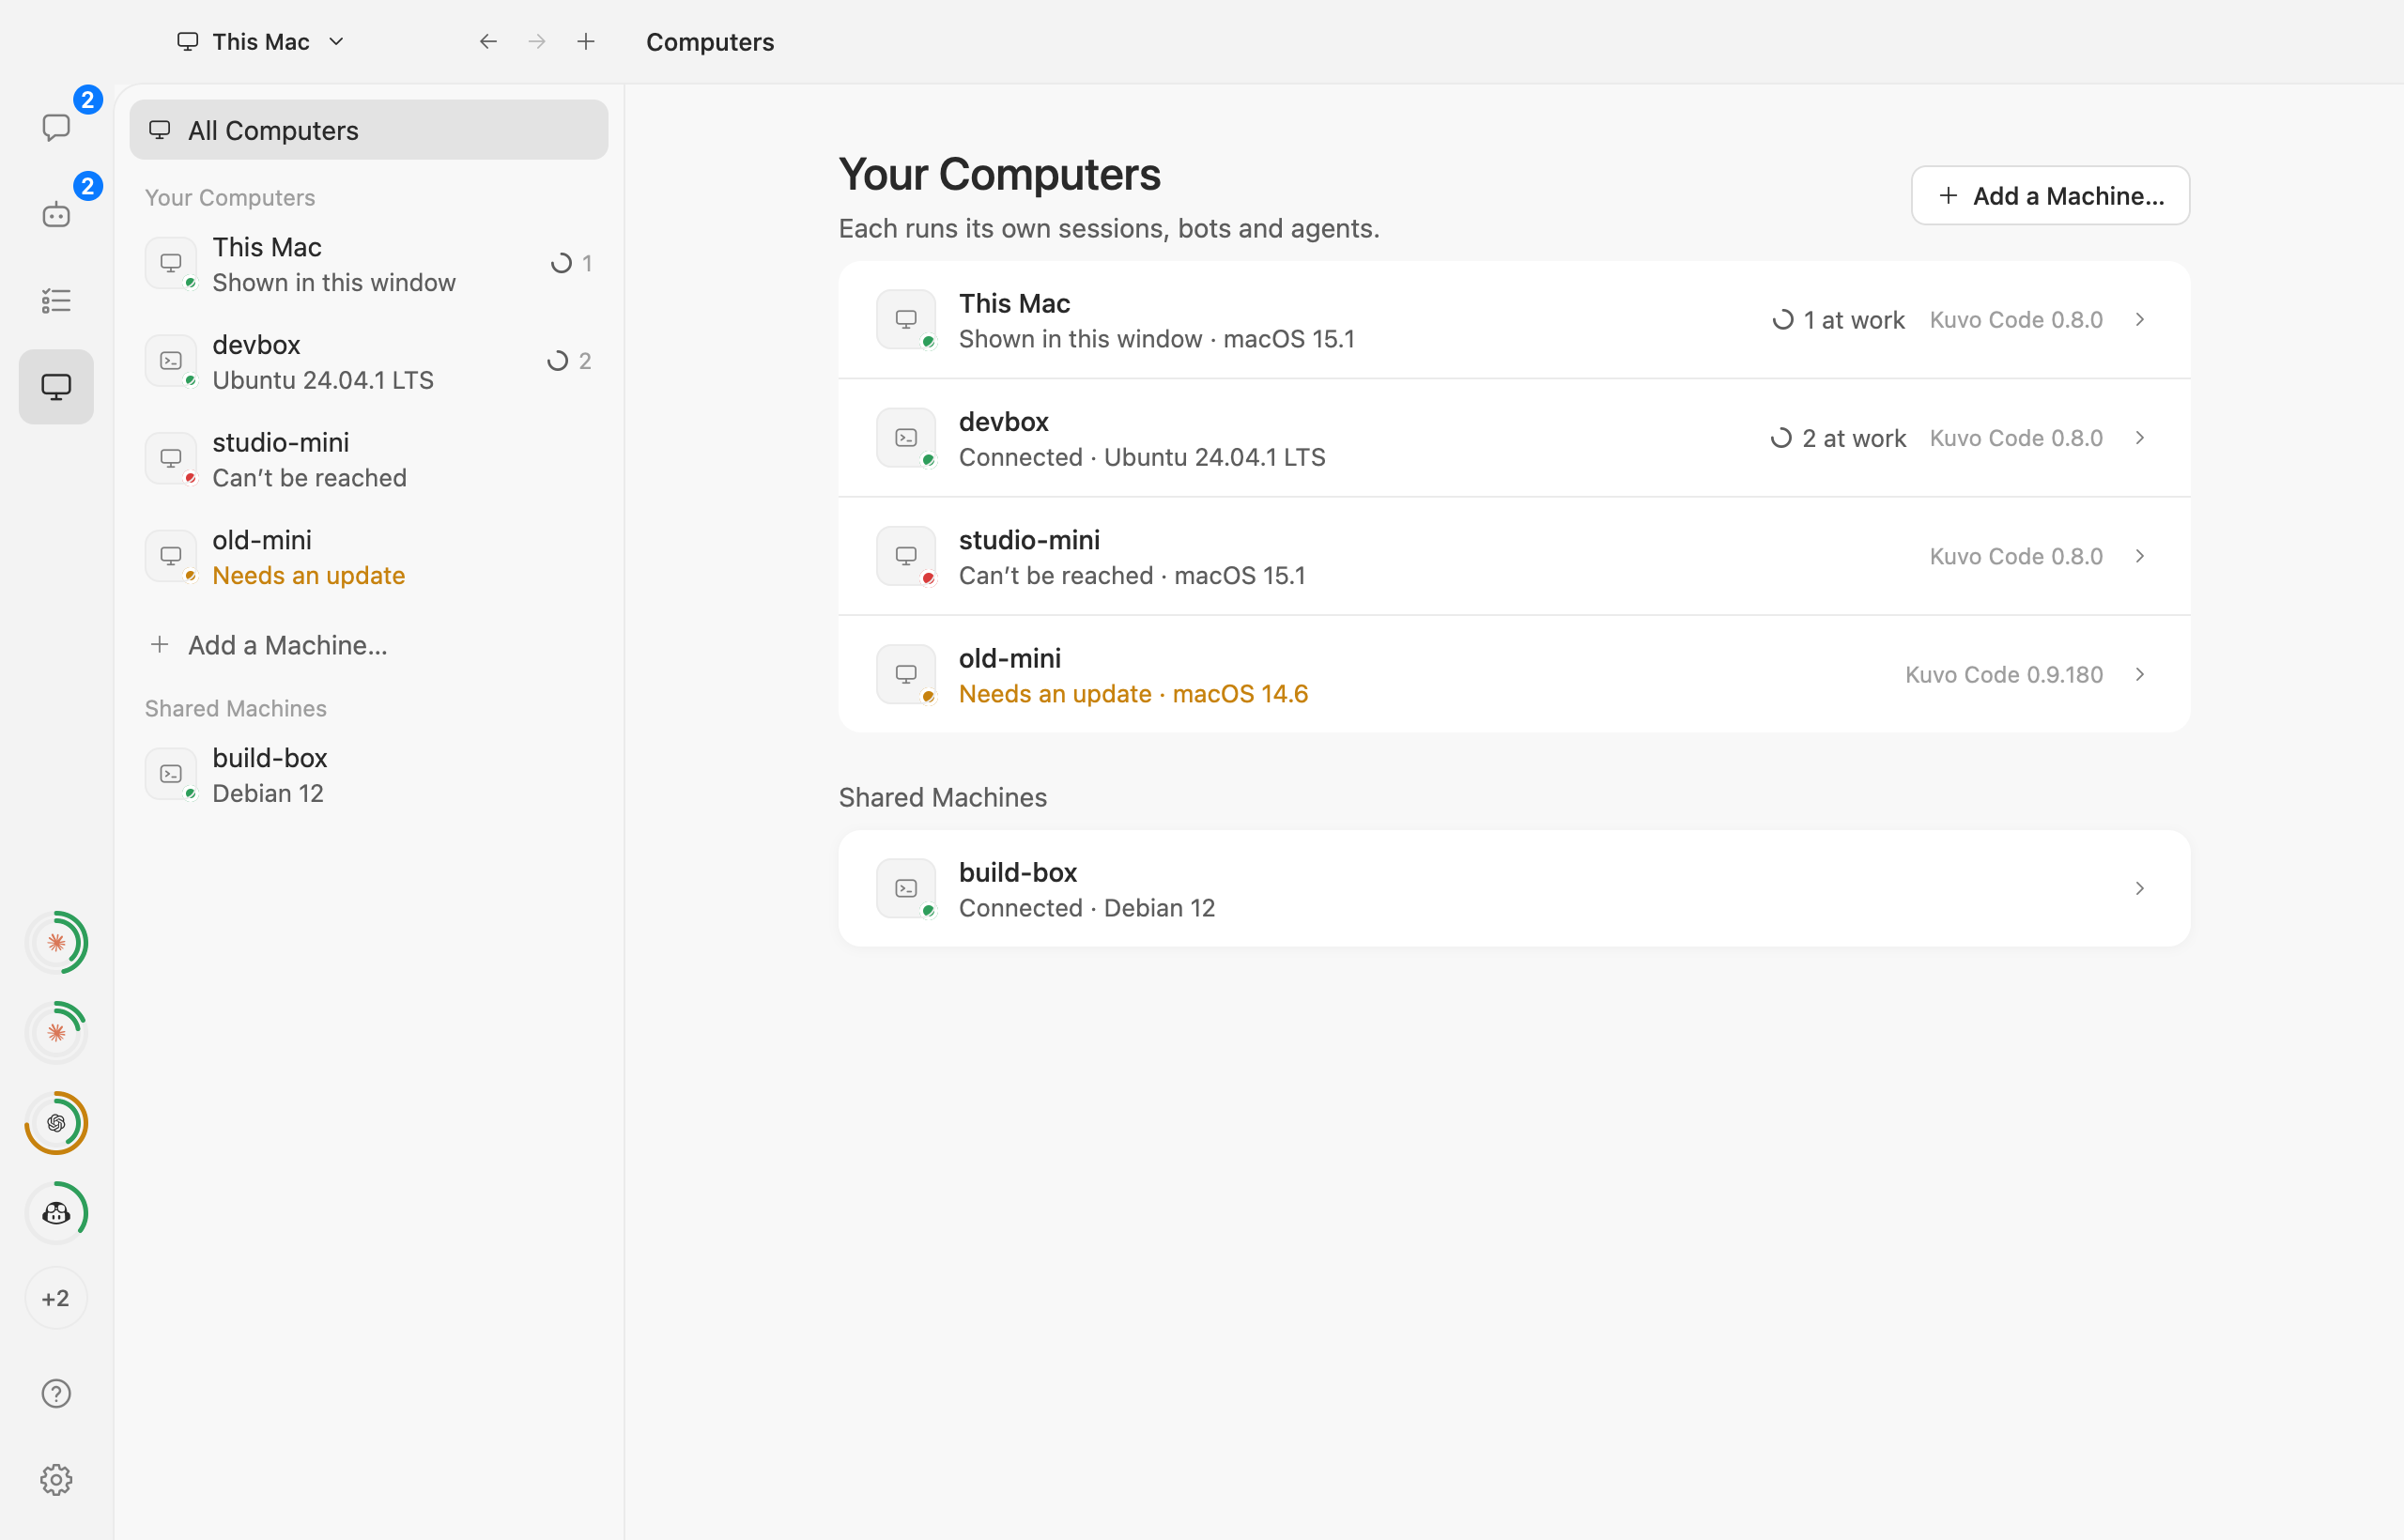 This Mac
Computers
2
2
All Computers
Your Computers
This Mac
Shown in this window
1
devbox
Ubuntu 24.04.1 LTS
2
studio-mini
Can’t be reached
old-mini
Needs an update
Add a Machine...
Shared Machines
build-box
Debian 12
+2
Your Computers
Each runs its own sessions, bots and agents.
Add a Machine...
This Mac
Shown in this window · macOS 15.1
1 at work
Kuvo Code 0.8.0
devbox
Connected · Ubuntu 24.04.1 LTS
2 at work
Kuvo Code 0.8.0
studio-mini
Can’t be reached · macOS 15.1
Kuvo Code 0.8.0
old-mini
Needs an update · macOS 14.6
Kuvo Code 0.9.180
Shared Machines
build-box
Connected · Debian 12